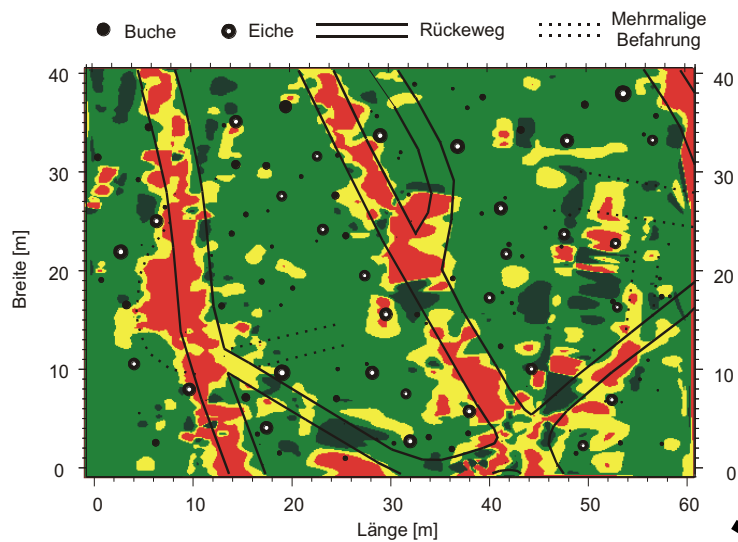 Buche Eiche Rückeweg Mehrmalige
Befahrung
40 40
30 30
20 20
10 10
0 0
Breite [m]
0 10 20 30 40 50 60
Länge [m]